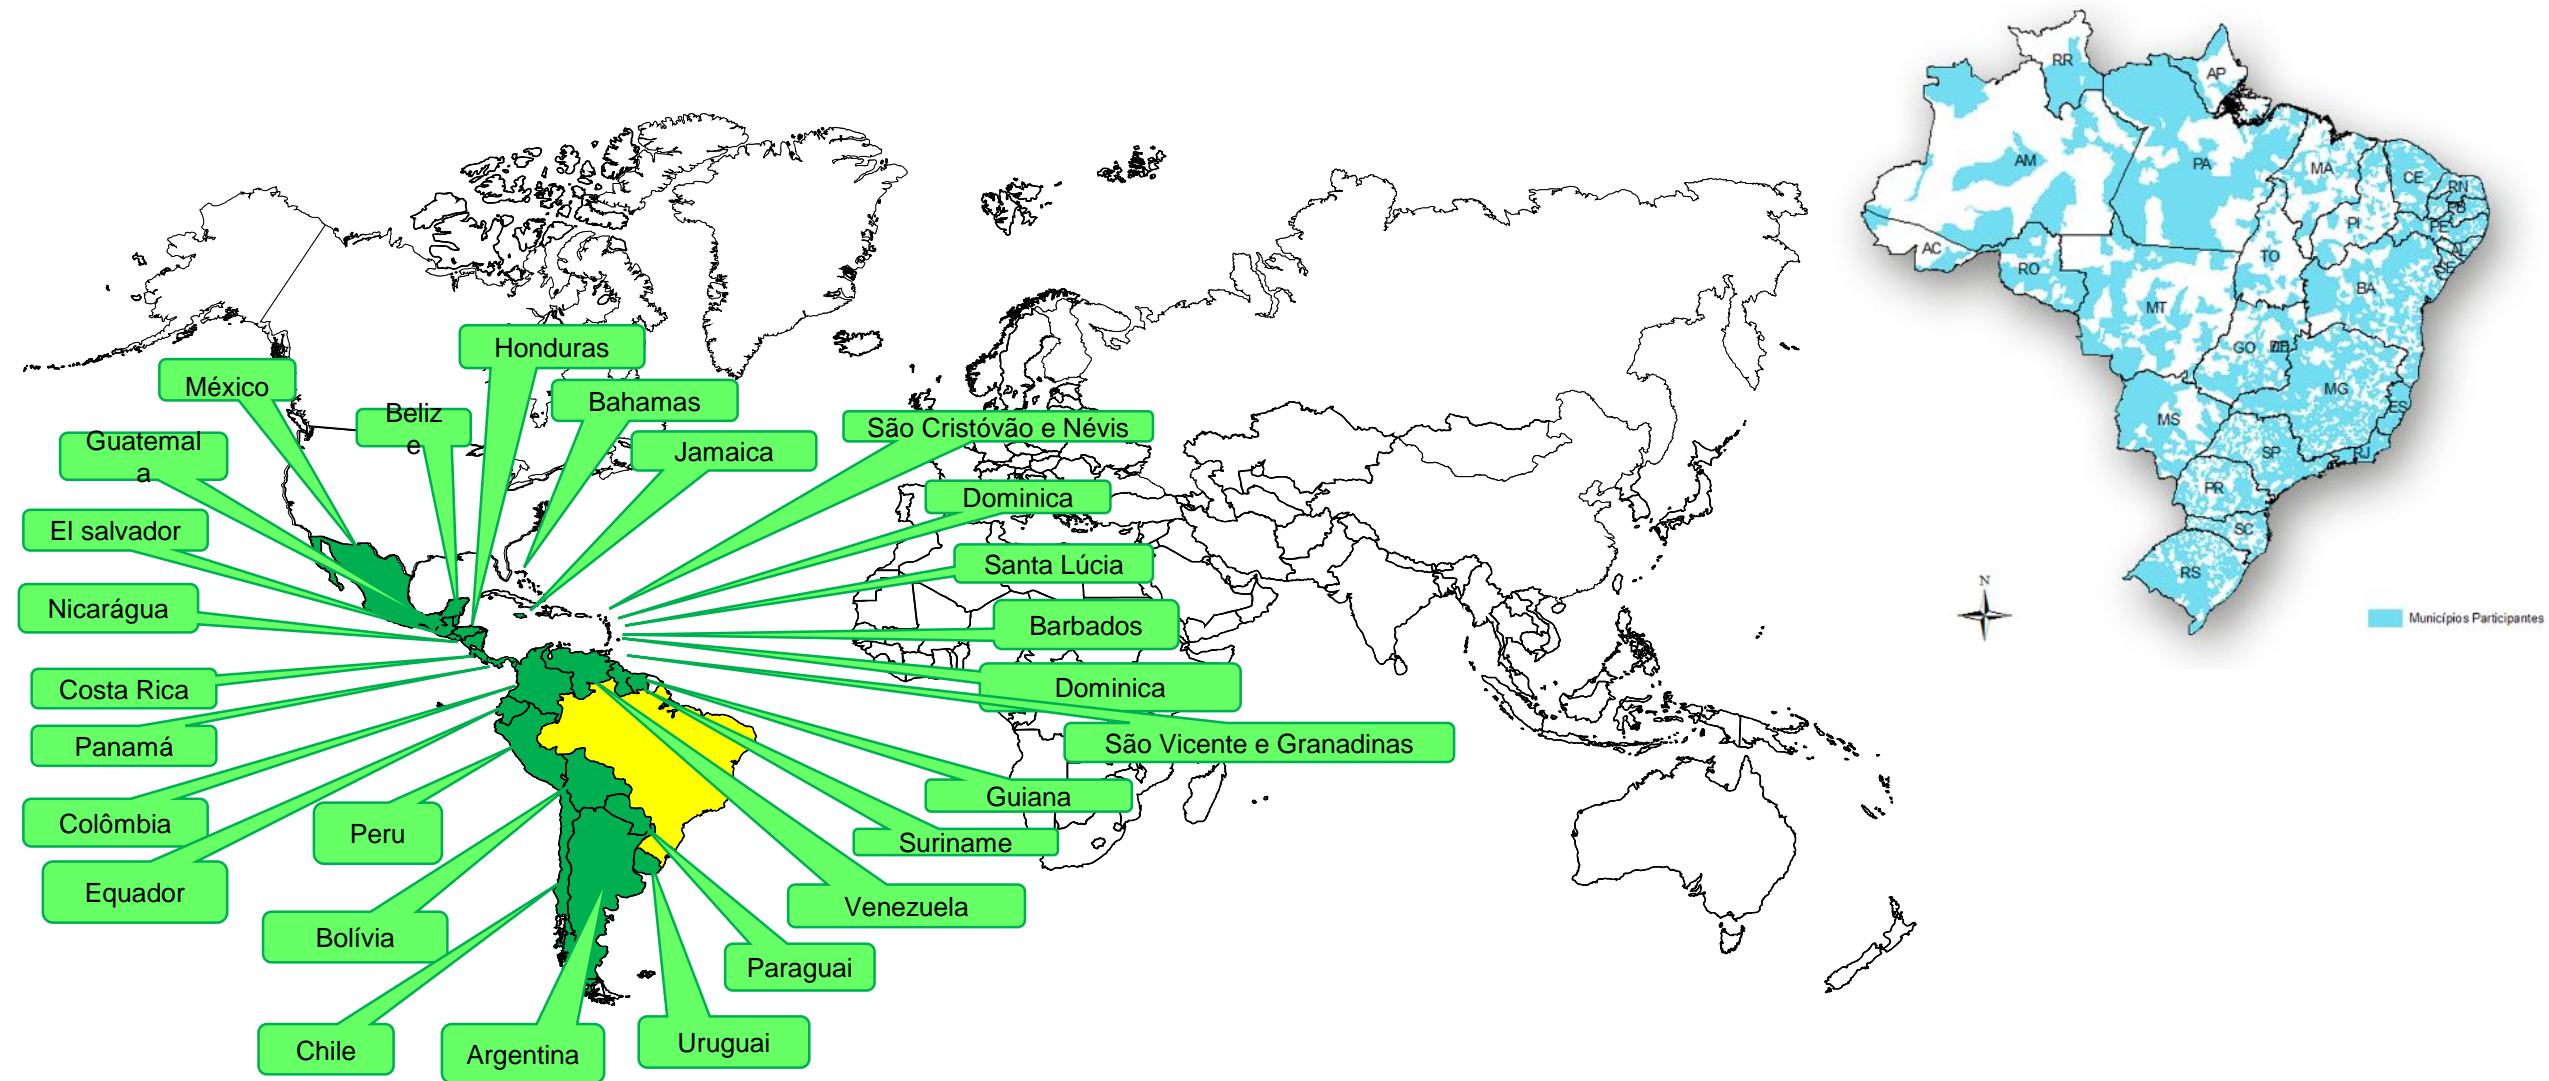 Honduras
México
Bahamas
Beliz
e
São Cristóvão e Névis
Guatemal
a
Jamaica
Dominica
El salvador
Santa Lúcia
Nicarágua
Barbados
Costa Rica
Dominica
Panamá
São Vicente e Granadinas
Guiana
Colômbia
Peru
Suriname
Equador
Venezuela
Bolívia
Paraguai
Chile
Argentina
Uruguai
RR
AP
AM
PA
MA
CE
RN
PB
PI
PE
AL
SE
AC
RO
TO
BA
MT
GO
DF
MG
ES
MS
SP
RJ
PR
SC
RS
N
Municípios Participantes